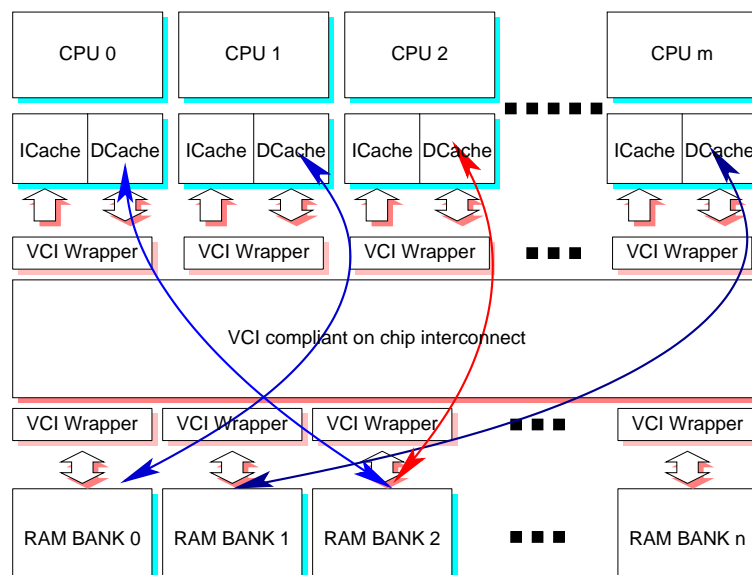 CPU 0 CPU 1 CPU 2 CPU m
ICache DCache ICache DCache ICache DCache ICache DCache
VCI Wrapper VCI Wrapper VCI Wrapper VCI Wrapper
VCI compliant on chip interconnect
VCI Wrapper VCI Wrapper VCI Wrapper VCI Wrapper
RAM BANK 0 RAM BANK 1 RAM BANK 2 RAM BANK n